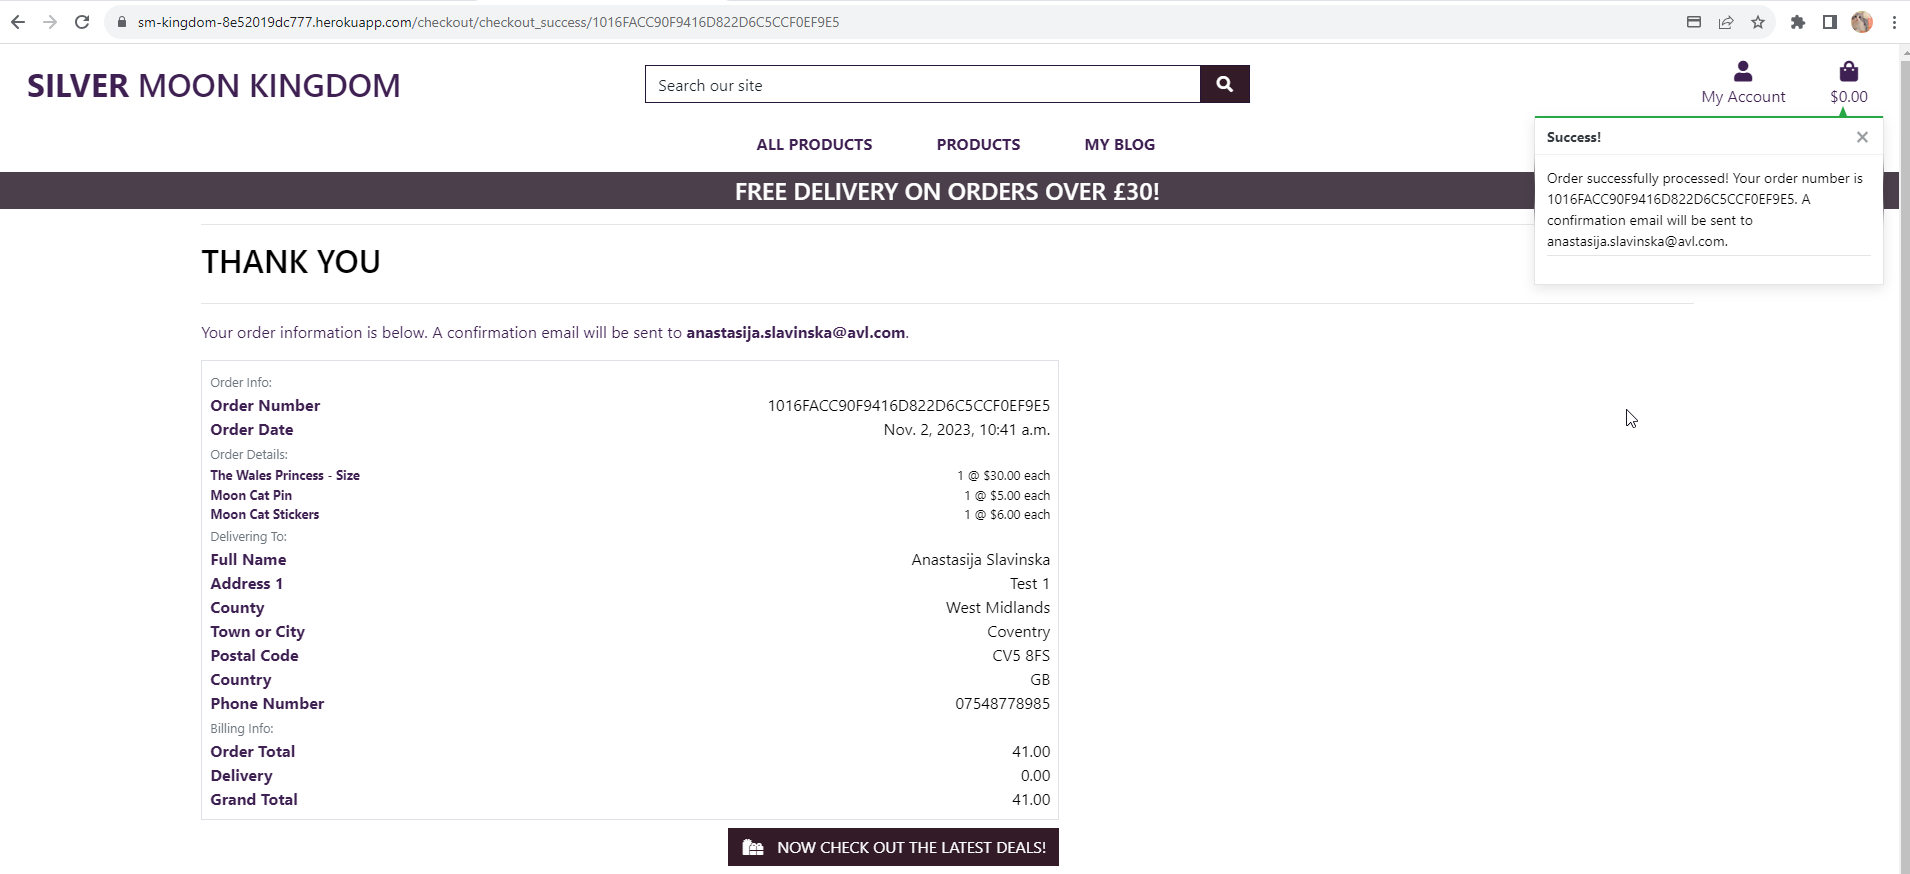 sm-kingdom-8e52019dc777.herokuapp.com/checkout/checkout_success/1016FACC90F9416D822D6C5CCF0EF9E5
SILVER MOON KINGDOM
Search our site
My Account
$0.00
ALL PRODUCTS PRODUCTS MY BLOG
FREE DELIVERY ON ORDERS OVER £30!
Success!
Order successfully processed! Your order number is
1016FACC90F9416D822D6C5CCF0EF9E5. A
confirmation email will be sent to
anastasija.slavinska@avl.com.
THANK YOU
Your order information is below. A confirmation email will be sent to anastasija.slavinska@avl.com.
Order Info:
Order Number 1016FACC90F9416D822D6C5CCF0EF9E5
Order Date Nov. 2, 2023, 10:41 a.m.
Order Details:
The Wales Princess - Size 1 @ $30.00 each
Moon Cat Pin 1 @ $5.00 each
Moon Cat Stickers 1 @ $6.00 each
Delivering To:
Full Name Anastasija Slavinska
Address 1 Test 1
County West Midlands
Town or City Coventry
Postal Code CV5 8FS
Country GB
Phone Number 07548778985
Billing Info:
Order Total 41.00
Delivery 0.00
Grand Total 41.00
NOW CHECK OUT THE LATEST DEALS!